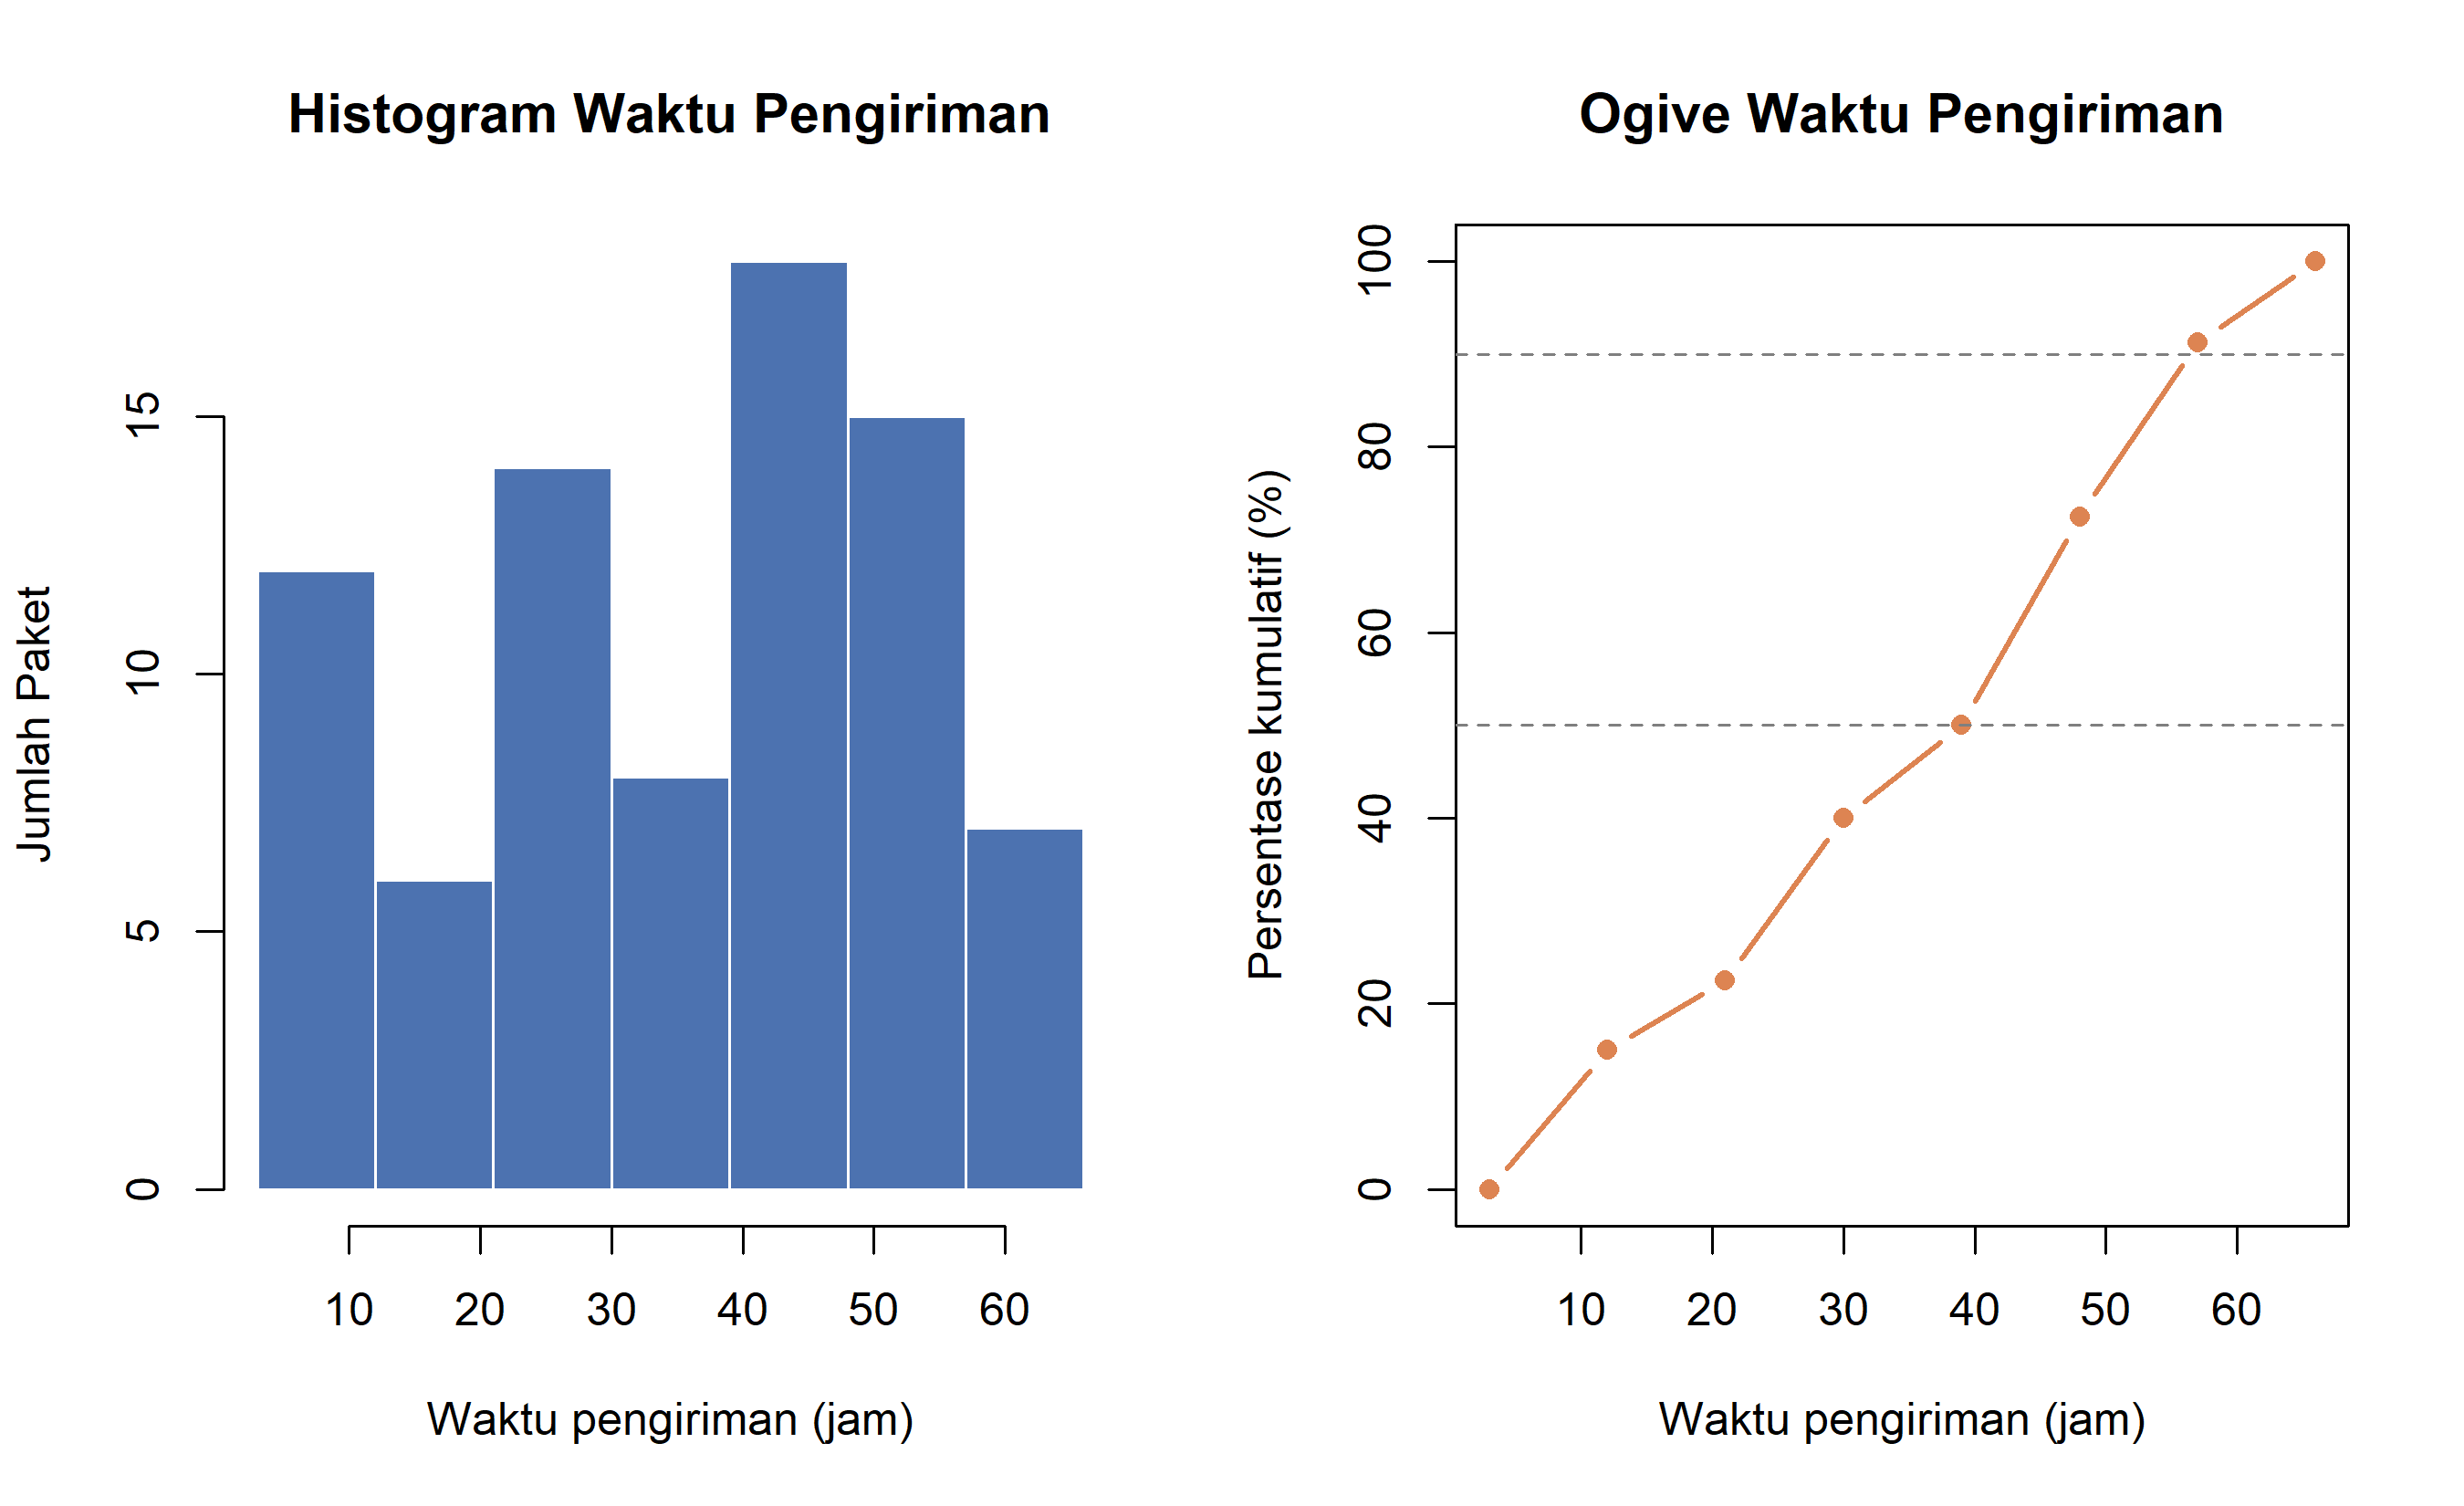 Histogram Waktu Pengiriman
Jumlah Paket
15
10
5
0
10 20 30 40 50 60
Waktu pengiriman (jam)
Ogive Waktu Pengiriman
Persentase kumulatif (%)
100
80
60
40
20
0
10 20 30 40 50 60
Waktu pengiriman (jam)